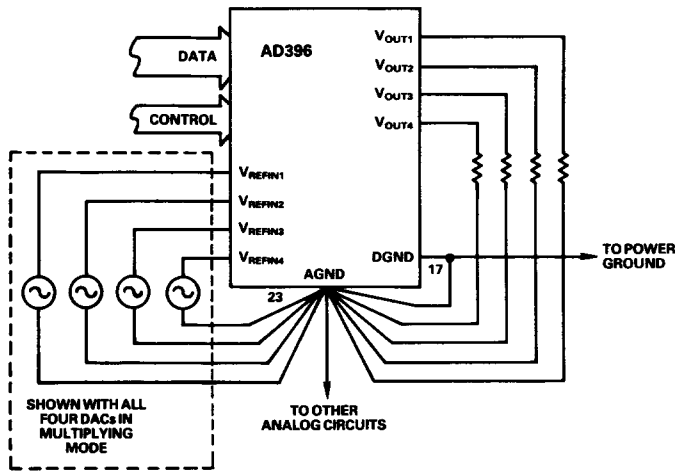 DATA
AD396
CONTROL
VOUT1
VOUT2
VOUT3
VOUT4
VREFIN1
VREFIN2
VREFIN3
VREFIN4
AGND
DGND
23
17
TO POWER
GROUND
SHOWN WITH ALL
FOUR DACs IN
MULTIPLYING
MODE
TO OTHER
ANALOG CIRCUITS